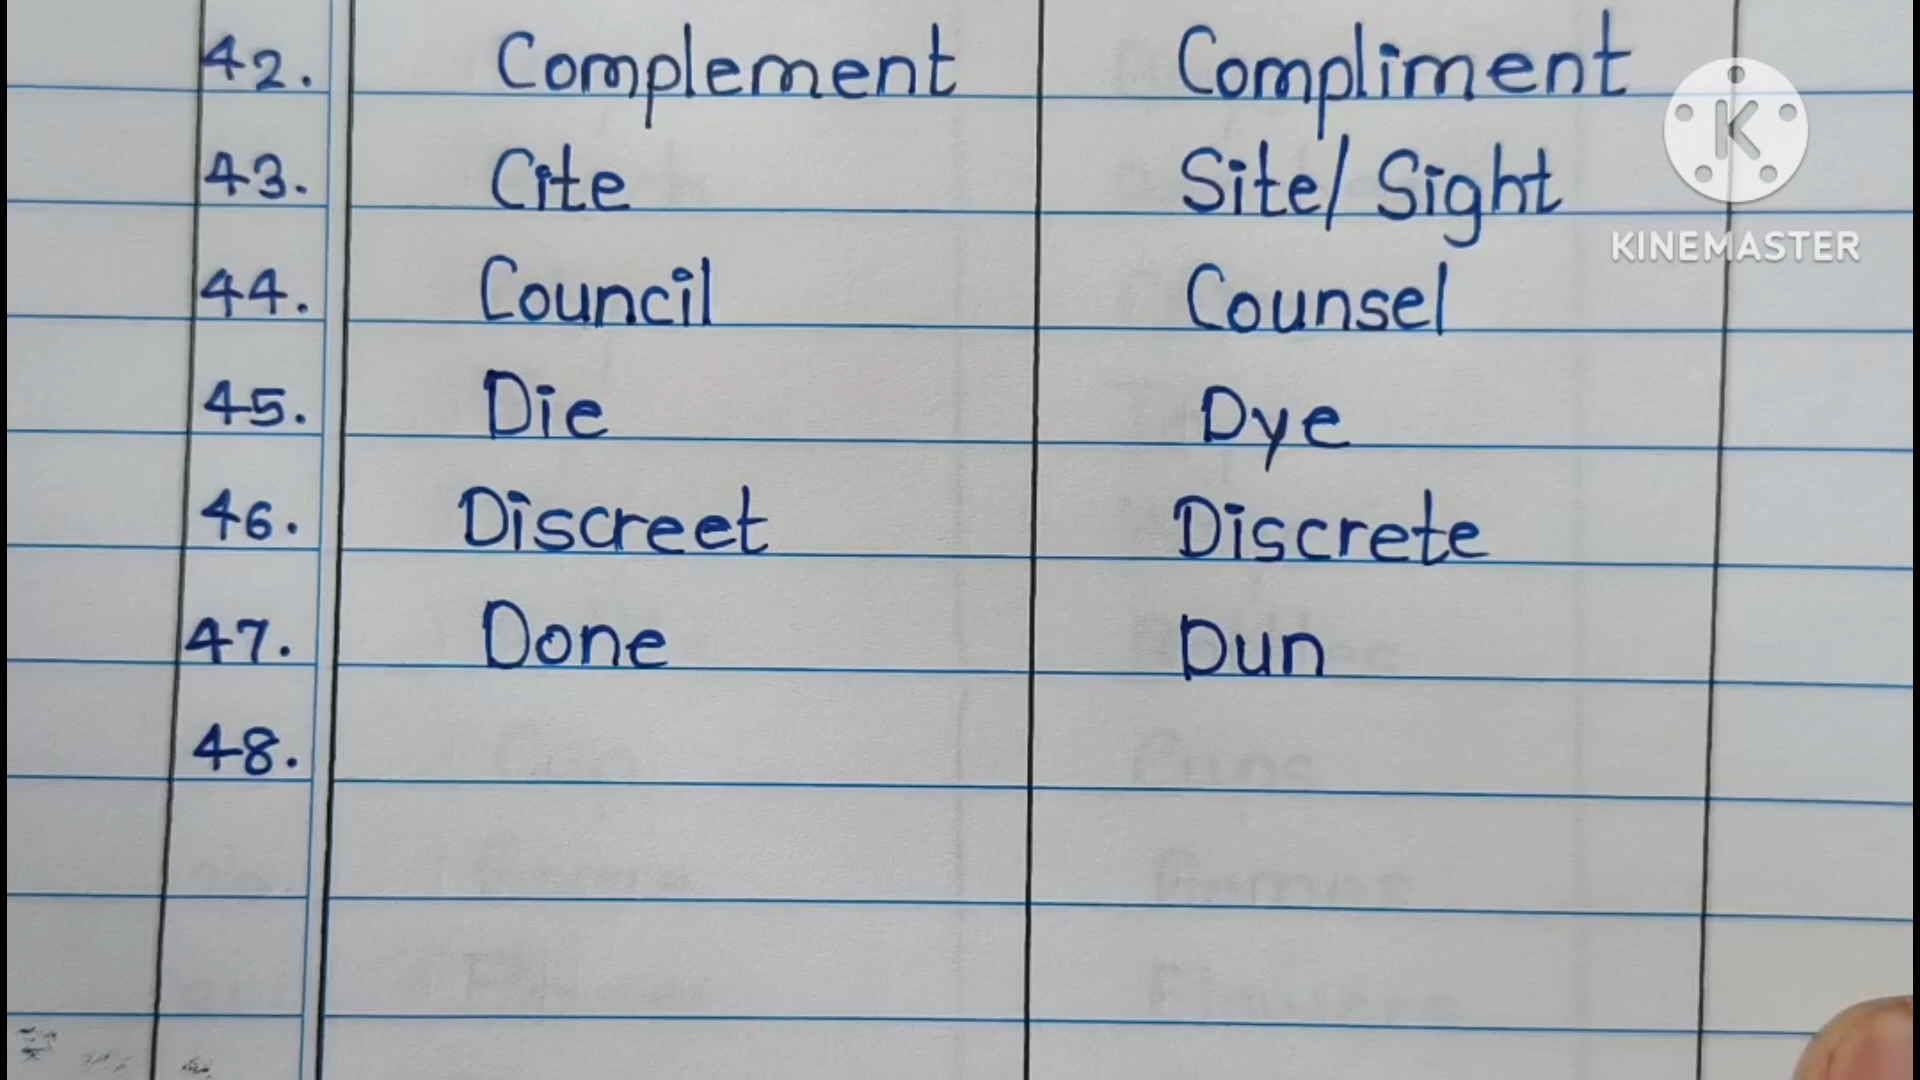 42. Complement Compliment
43. Cite Site/ Sight
KINEMASTER
44. Council Counsel
45. Die Dye
46. Discreet Discrete
47. Done Dun
48.